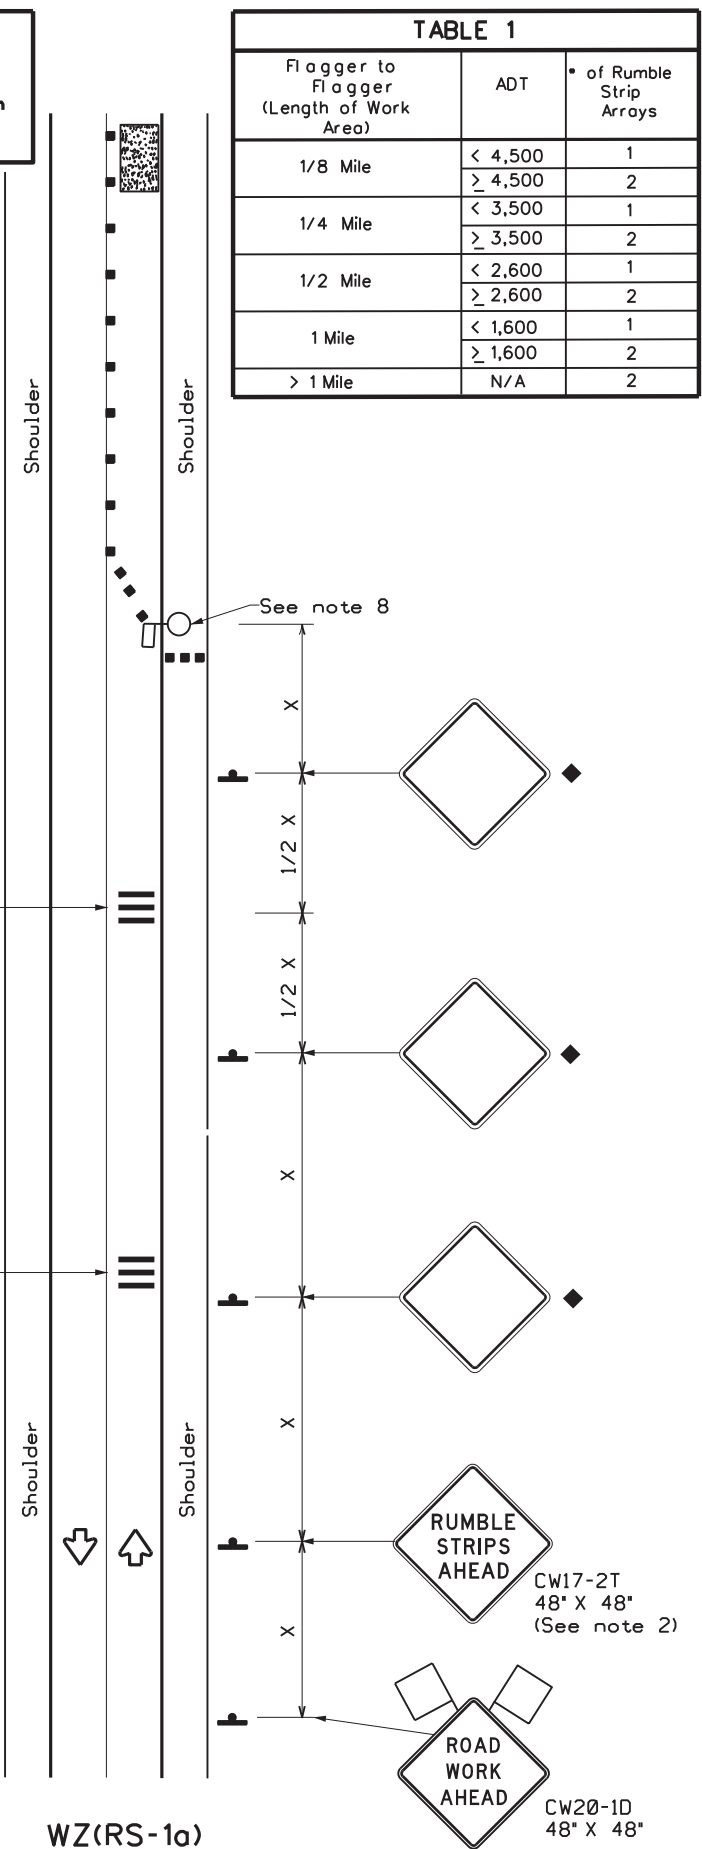 TABLE 1
Flagger to
Flagger
(Length of Work
Area)
ADT
" of Rumble
Strip
Arrays
1/8 Mile
< 4,500
1
≥ 4,500
2
1/4 Mile
< 3,500
1
≥ 3,500
2
1/2 Mile
< 2,600
1
≥ 2,600
2
1 Mile
< 1,600
1
≥ 1,600
2
> 1 Mile
N/A
2
n
Shoulder
Shoulder
See note 8
X
1/2 X
1/2 X
X
X
Shoulder
Shoulder
RUMBLE
STRIPS
AHEAD
CW17-2T
48" X 48"
(See note 2)
X
ROAD
WORK
AHEAD
CW20-1D
48" X 48"
WZ(RS-1a)